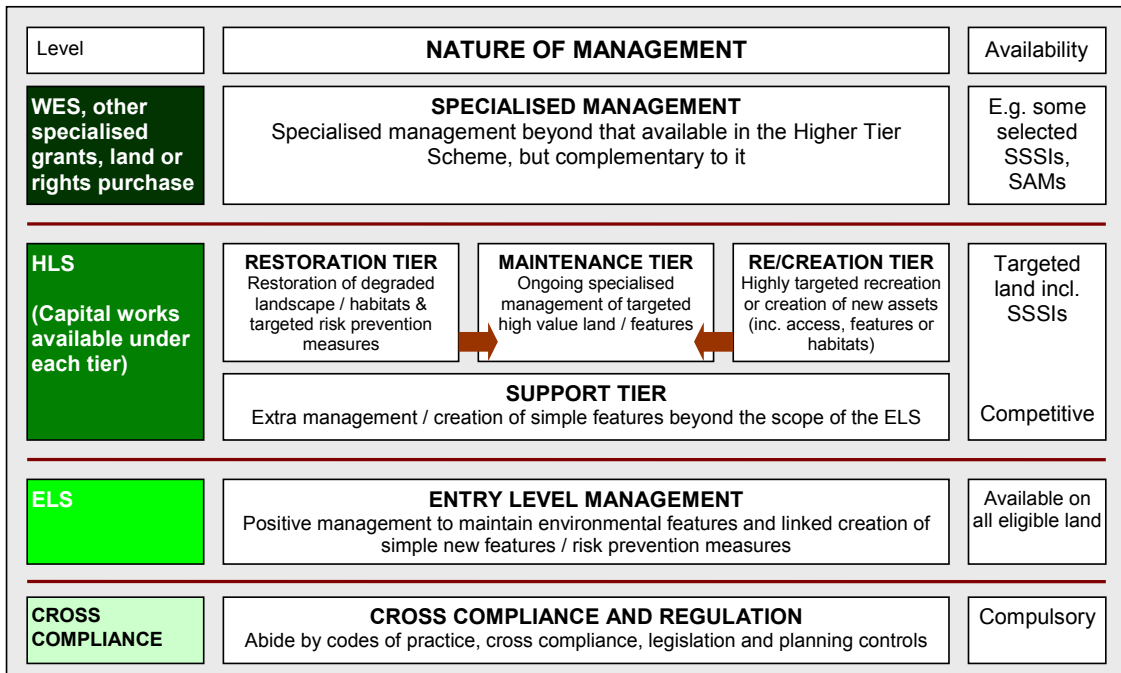 Level
NATURE OF MANAGEMENT
Availability
WES, other
specialised
grants, land or
rights purchase
SPECIALISED MANAGEMENT
Specialised management beyond that available in the Higher Tier
Scheme, but complementary to it
E.g. some
selected
SSSIs,
SAMs
HLS
(Capital works
available under
each tier)
RESTORATION TIER
Restoration of degraded
landscape / habitats &
targeted risk prevention
measures
MAINTENANCE TIER
Ongoing specialised
management of targeted
high value land / features
RE/CREATION TIER
Highly targeted recreation
or creation of new assets
(inc. access, features or
habitats)
SUPPORT TIER
Extra management / creation of simple features beyond the scope of the ELS
Targeted
land incl.
SSSIs
Competitive
ELS
ENTRY LEVEL MANAGEMENT
Positive management to maintain environmental features and linked creation of
simple new features / risk prevention measures
Available on
all eligible land
CROSS
COMPLIANCE
CROSS COMPLIANCE AND REGULATION
Abide by codes of practice, cross compliance, legislation and planning controls
Compulsory